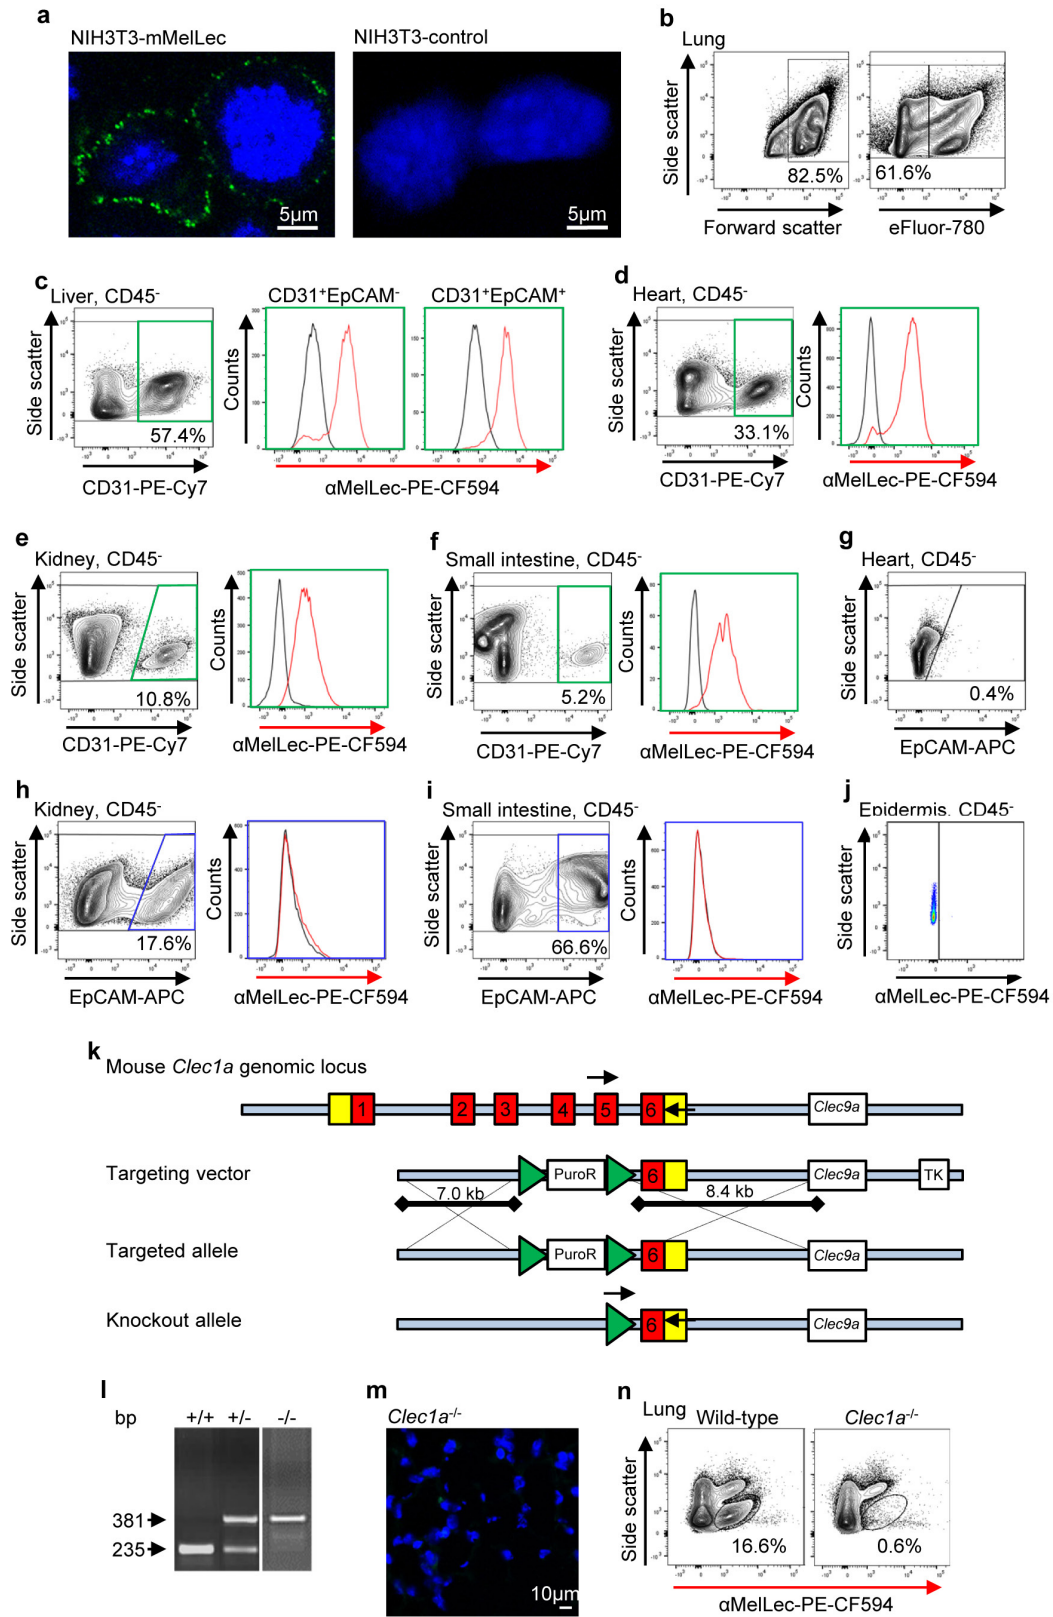 a
NIH3T3-mMelLec
NIH3T3-control
5µm
5µm
b
Lung
Side scatter
82.5%
61.6%
Forward scatter
eFluor-780
c
Liver, CD45-
CD31+EpCAM-
CD31+EpCAM+
Side scatter
57.4%
Counts
CD31-PE-Cy7
αMelLec-PE-CF594
d
Heart, CD45-
Side scatter
33.1%
Counts
CD31-PE-Cy7
αMelLec-PE-CF594
e
Kidney, CD45-
Side scatter
10.8%
Counts
CD31-PE-Cy7
αMelLec-PE-CF594
f
Small intestine, CD45-
Side scatter
5.2%
Counts
CD31-PE-Cy7
αMelLec-PE-CF594
g
Heart, CD45-
Side scatter
0.4%
EpCAM-APC
h
Kidney, CD45-
Side scatter
17.6%
Counts
EpCAM-APC
αMelLec-PE-CF594
i
Small intestine, CD45-
Side scatter
66.6%
Counts
EpCAM-APC
αMelLec-PE-CF594
j
Epidermis, CD45-
Side scatter
αMelLec-PE-CF594
k
Mouse Clec1a genomic locus
1 2 3 4 5 6 Clec9a
Targeting vector
PuroR 6 Clec9a TK
7.0 kb 8.4 kb
Targeted allele
PuroR 6 Clec9a
Knockout allele
6 Clec9a
l
bp +/+ +/- -/-
381
235
m
Clec1a-/-
10µm
n
Lung
Wild-type
Clec1a-/-
Side scatter
16.6%
0.6%
αMelLec-PE-CF594